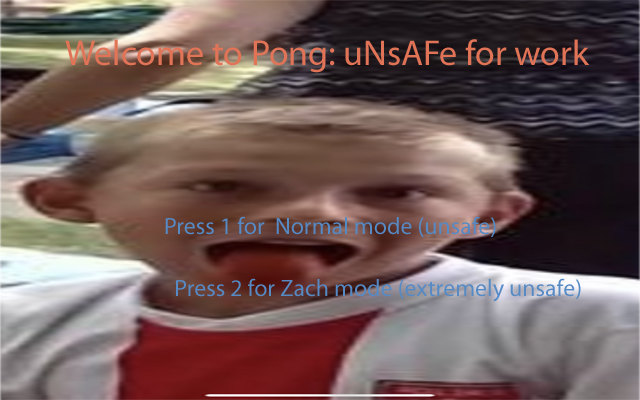 Welcome to Pong: uNsAFe for work
Press 1 for Normal mode (unsafe)
Press 2 for Zach mode (extremely unsafe)